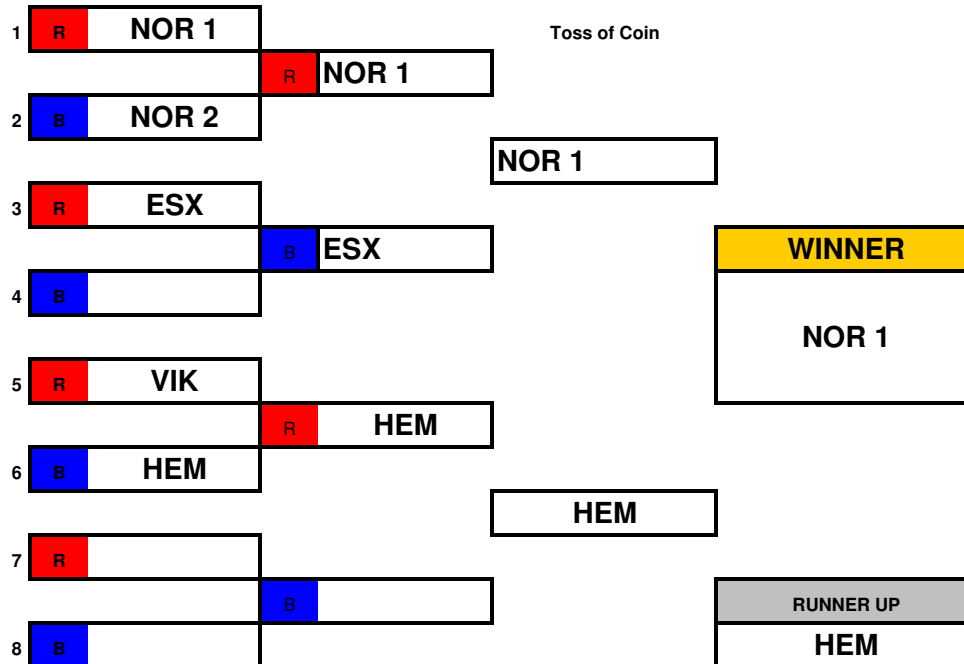 1 R NOR 1 Toss of Coin
R NOR 1
2 B NOR 2
NOR 1
3 R ESX
B ESX WINNER
4 B
NOR 1
5 R VIK
R HEM
6 B HEM
HEM
7 R
B RUNNER UP
8 B HEM